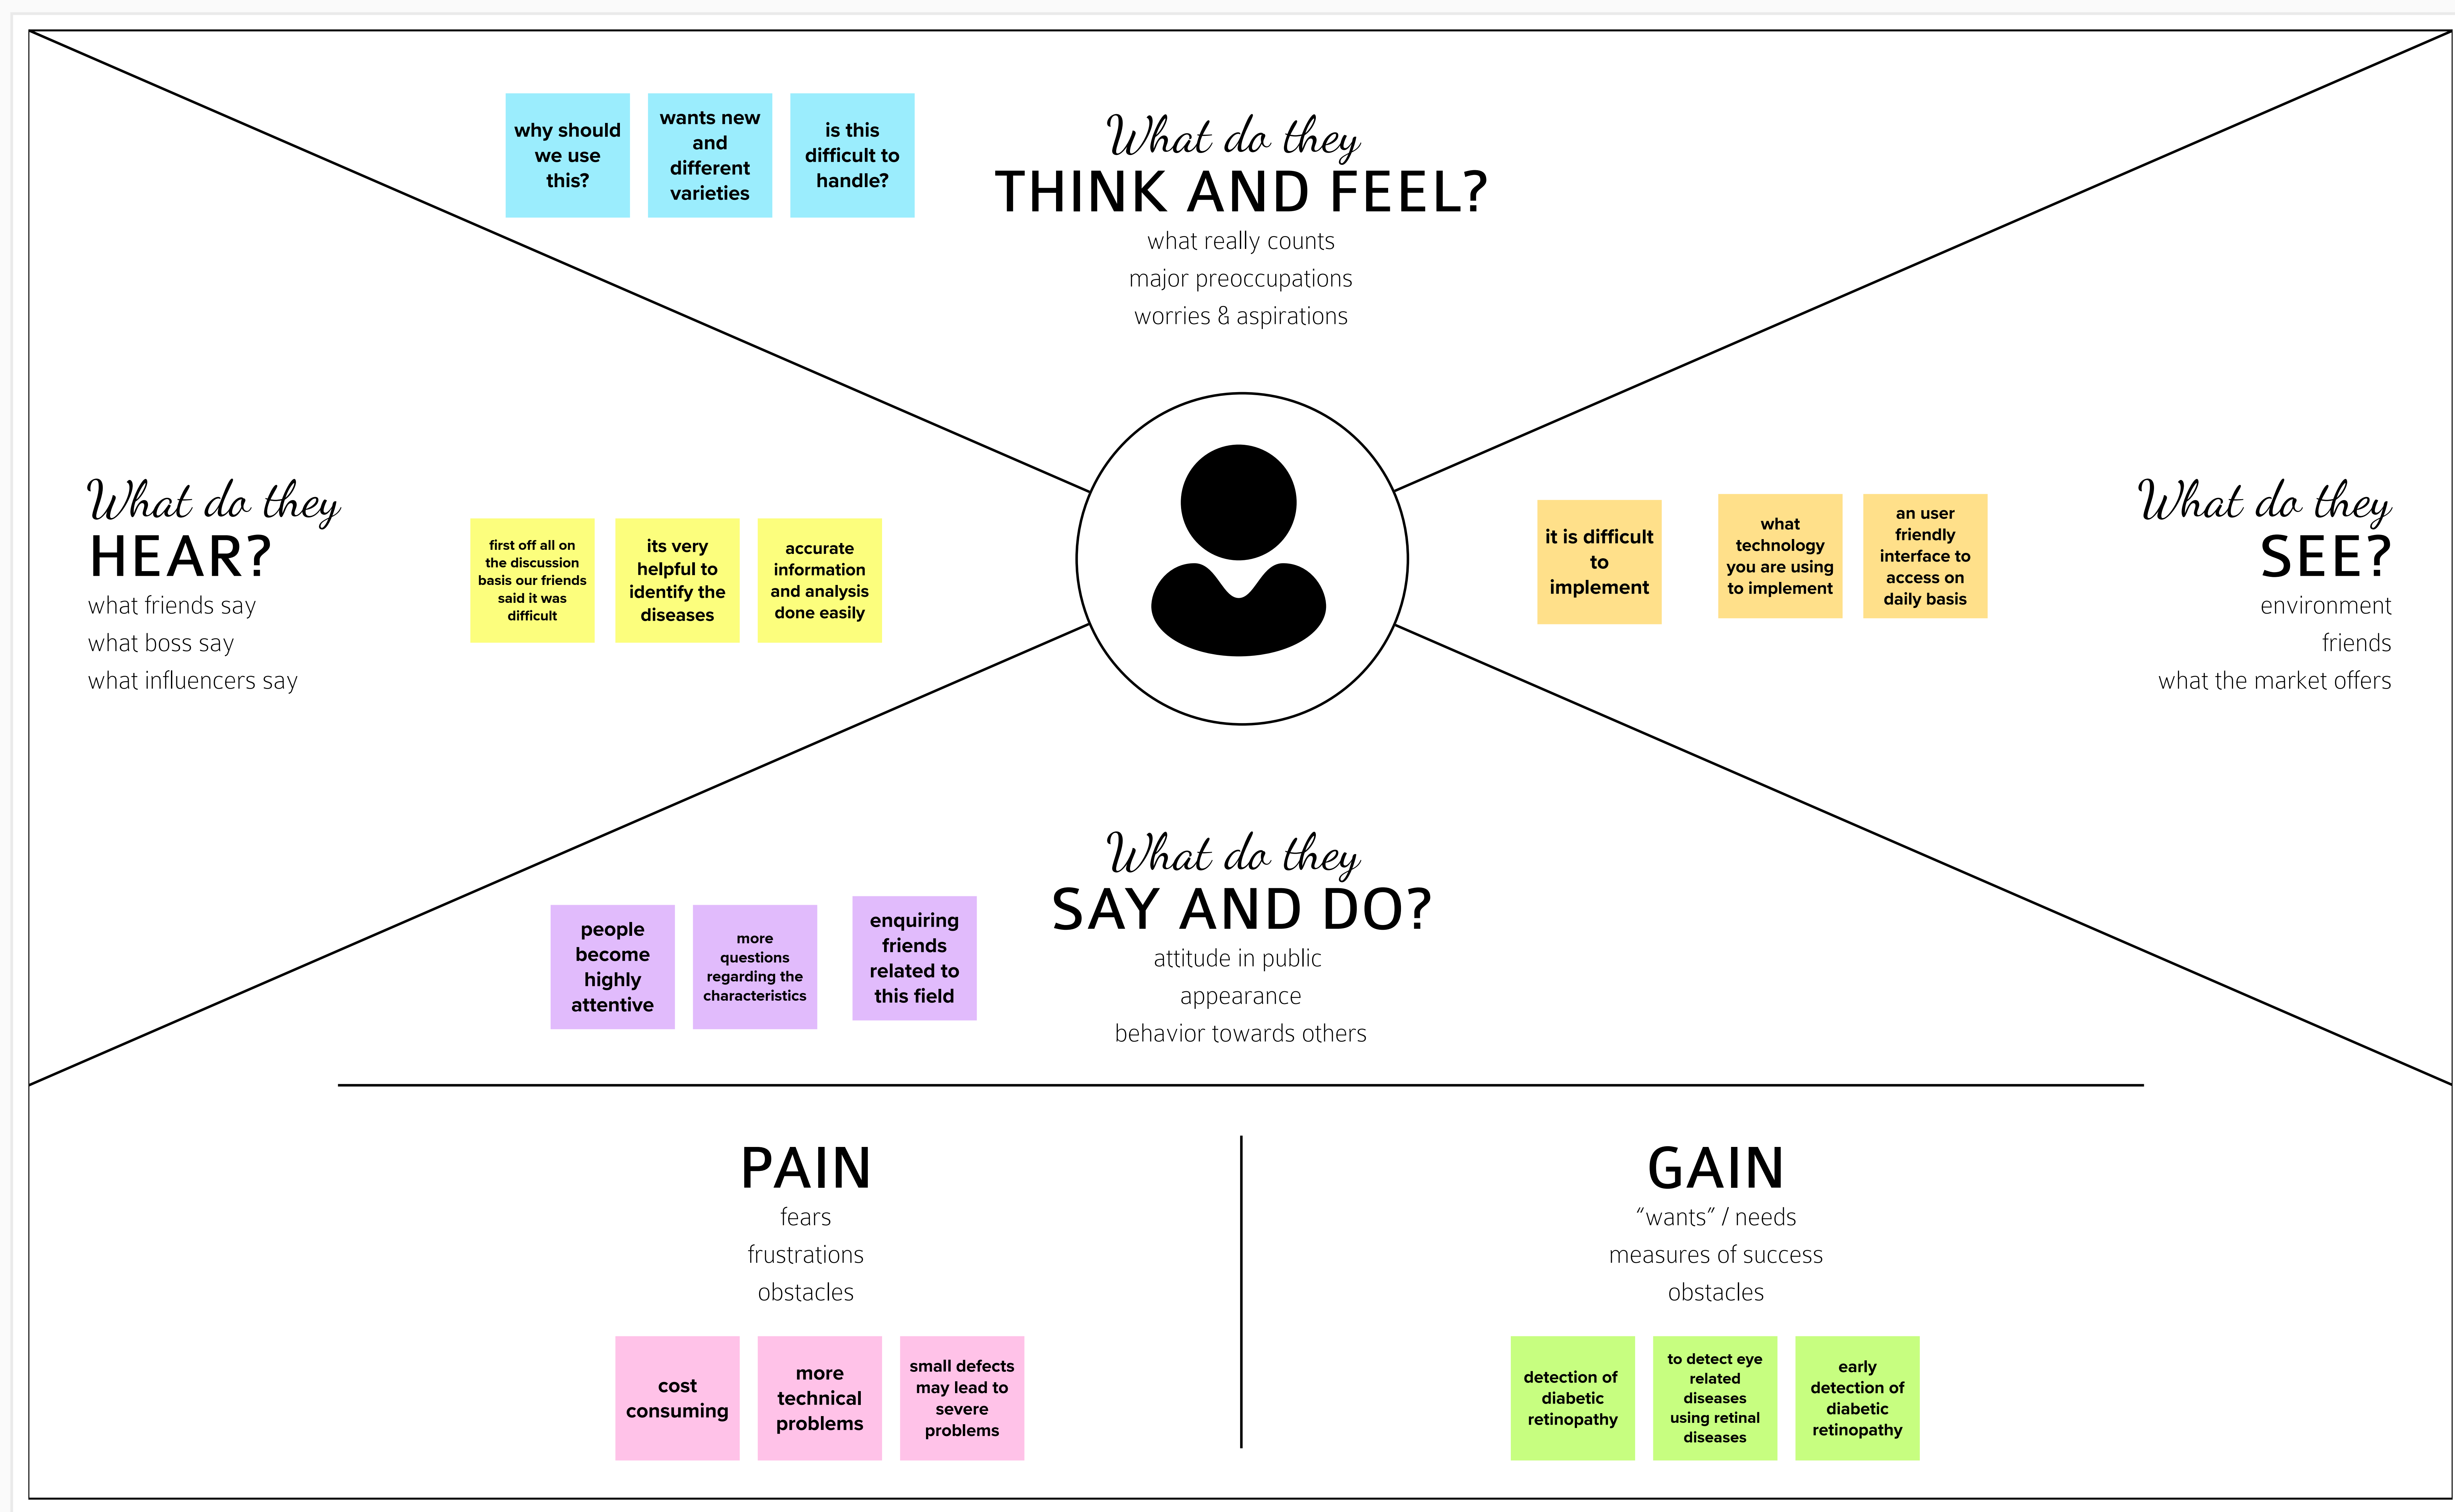 why should
we use
this?
wants new
and
different
varieties
is this
difficult to
handle?
What do they
THINK AND FEEL?
what really counts
major preoccupations
worries & aspirations
What do they
HEAR?
what friends say
what boss say
what influencers say
first off all on
the discussion
basis our friends
said it was
difficult
its very
helpful to
identify the
diseases
accurate
information
and analysis
done easily
it is difficult
to
implement
what
technology
you are using
to implement
an user
friendly
interface to
access on
daily basis
What do they
SEE?
environment
friends
what the market offers
people
become
highly
attentive
more
questions
regarding the
characteristics
enquiring
friends
related to
this field
What do they
SAY AND DO?
attitude in public
appearance
behavior towards others
PAIN
fears
frustrations
obstacles
cost
consuming
more
technical
problems
small defects
may lead to
severe
problems
GAIN
“wants” / needs
measures of success
obstacles
detection of
diabetic
retinopathy
to detect eye
related
diseases
using retinal
diseases
early
detection of
diabetic
retinopathy